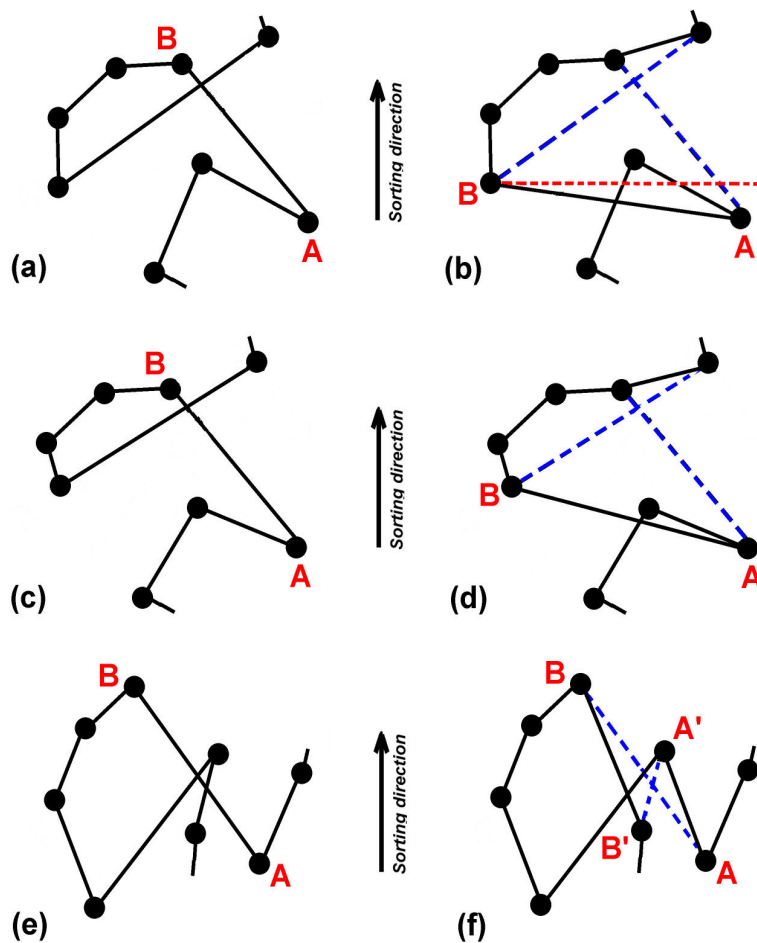 B
B
Sorting direction
A
A
(a)
(b)
B
B
Sorting direction
A
A
(c)
(d)
B
B
A'
Sorting direction
A
B'
A
(e)
(f)